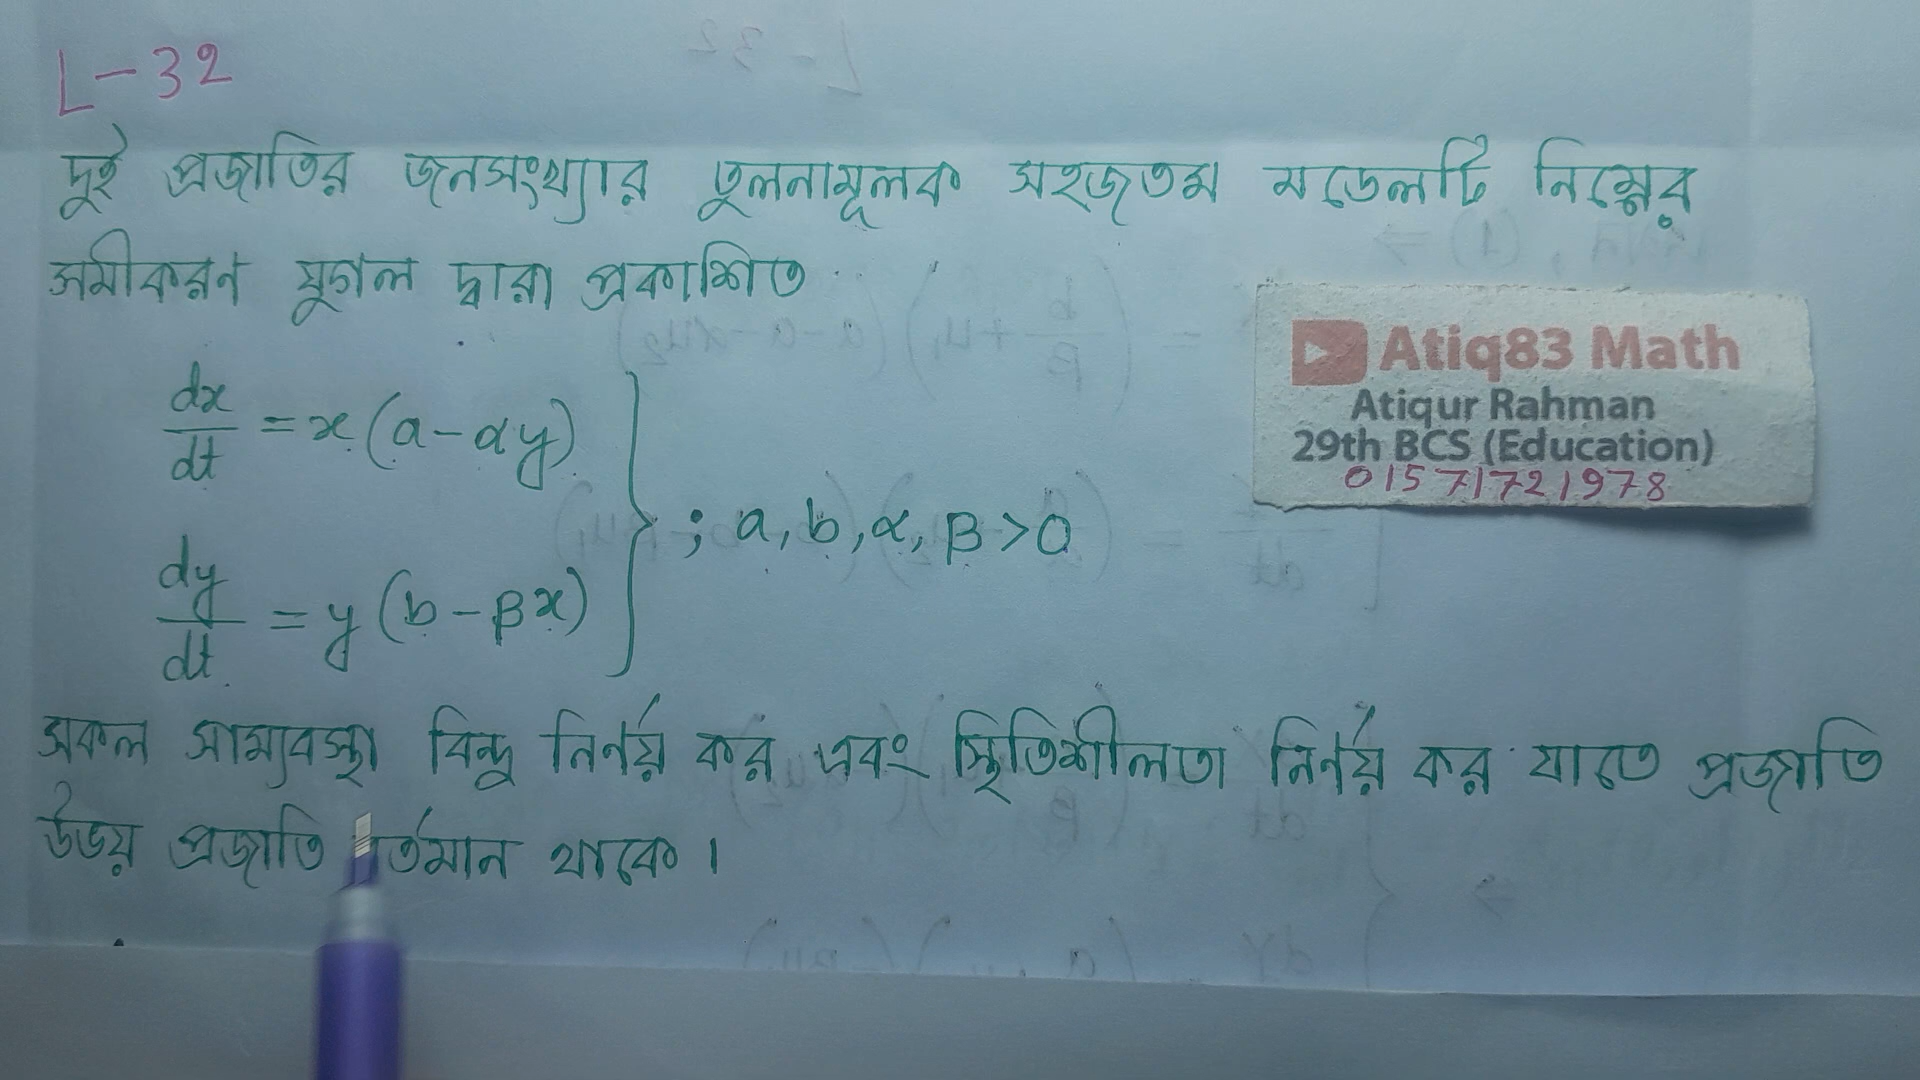 L-32
দুই প্রজাতির জনসংখ্যার তুলনামূলক সহজতম মডেলটি নিম্নের
সমীকরণ যুগল দ্বারা প্রকাশিত
dx/dt = x(a-αy)
; a, b, α, β > 0
dy/dt = y(b-βx)
Atiq83 Math
Atiqur Rahman
29th BCS (Education)
01571721978
সকল সাম্যবস্থা বিন্দু নির্ণয় কর এবং স্থিতিশীলতা নির্ণয় কর যাতে প্রজাতি
উভয় প্রজাতি বর্তমান থাকে।